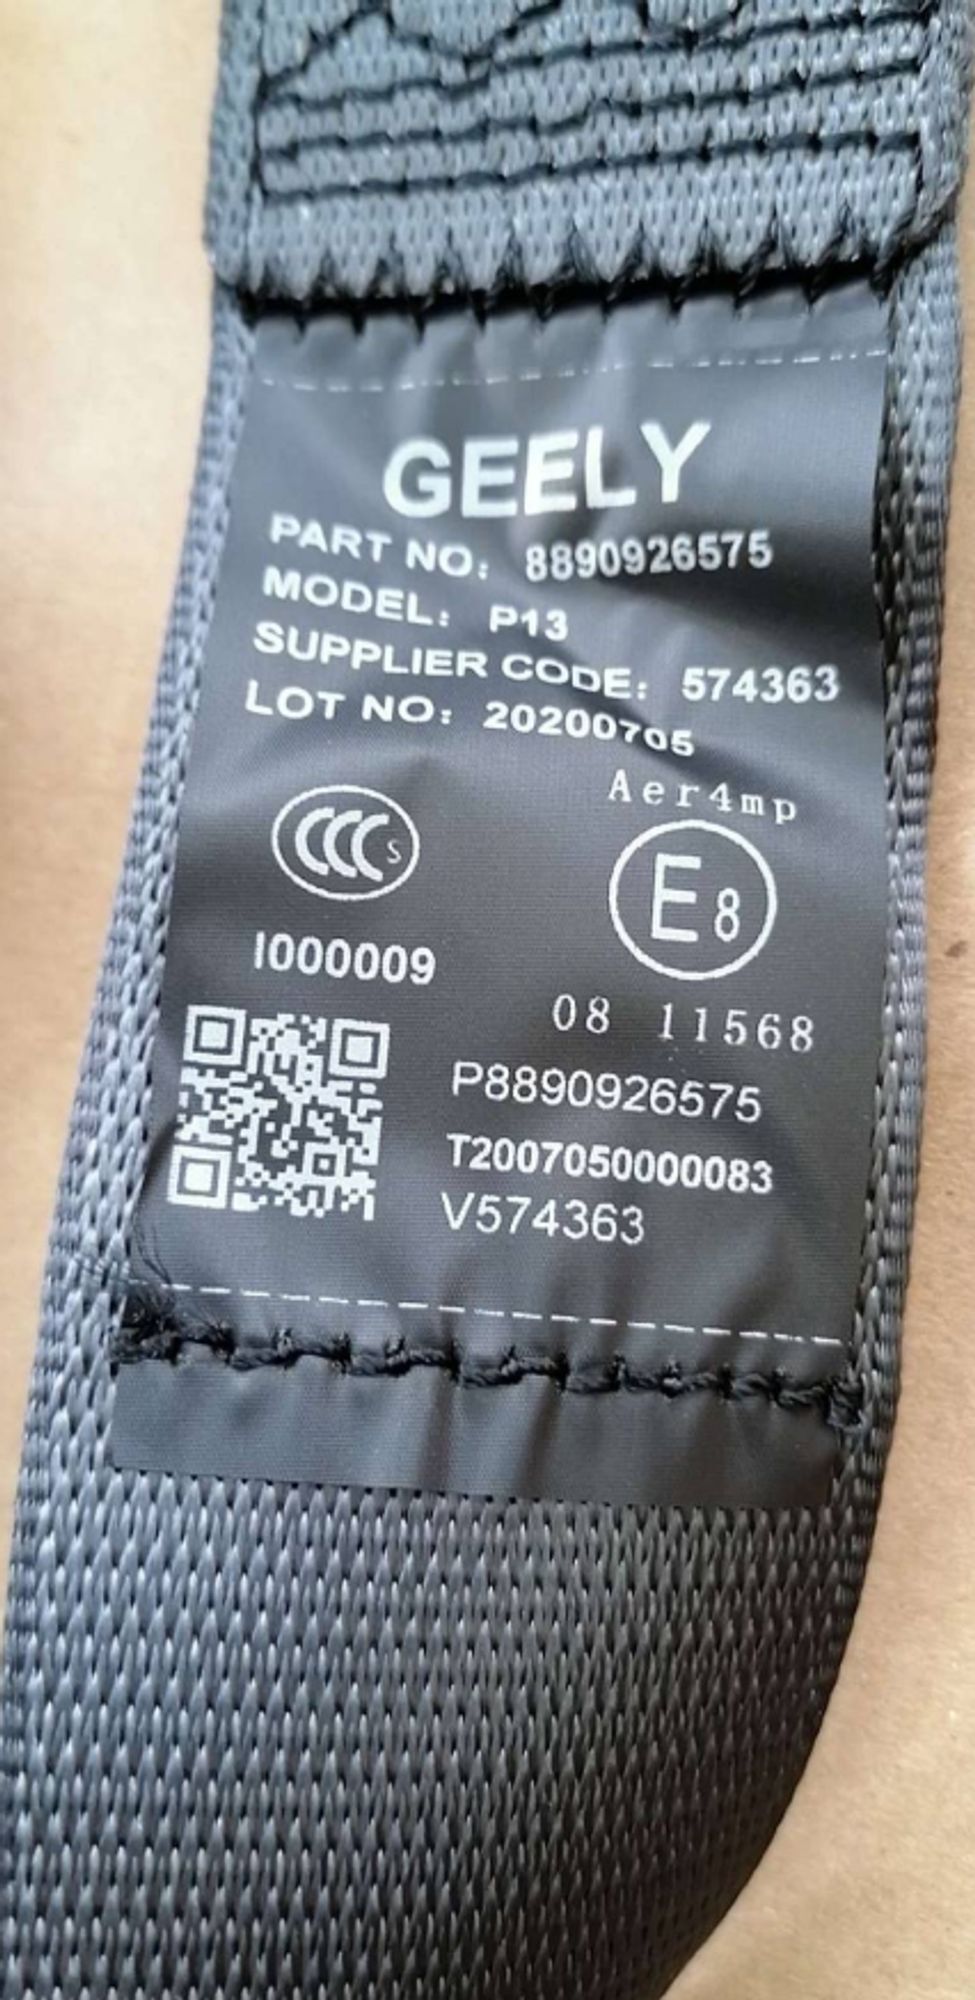 GEELY
PART NO: 8890926575
MODEL: P13
SUPPLIER CODE: 574363
LOT NO: 20200705
Aer4mp
CCC S
E8
I000009
08 11568
P8890926575
T2007050000083
V574363